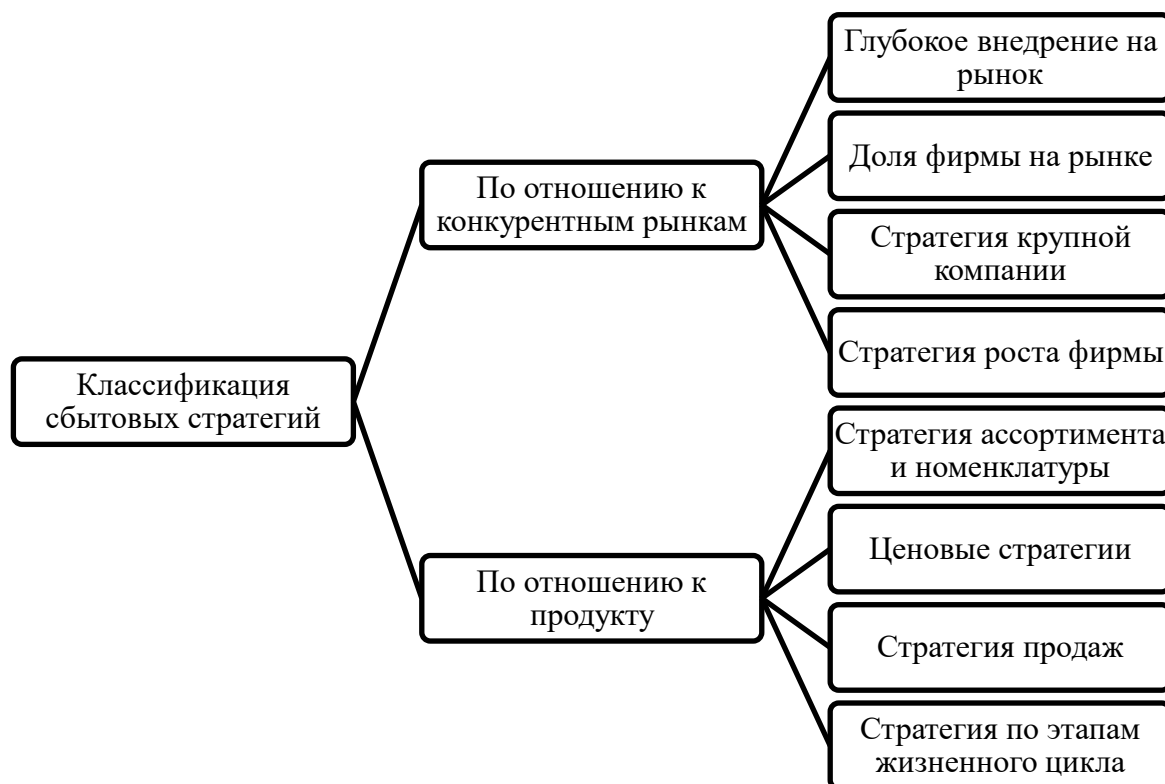 Классификация
сбытовых стратегий
По отношению к
конкурентным рынкам
Глубокое внедрение на
рынок
Доля фирмы на рынке
Стратегия крупной
компании
Стратегия роста фирмы
По отношению к
продукту
Стратегия ассортимента
и номенклатуры
Ценовые стратегии
Стратегия продаж
Стратегия по этапам
жизненного цикла